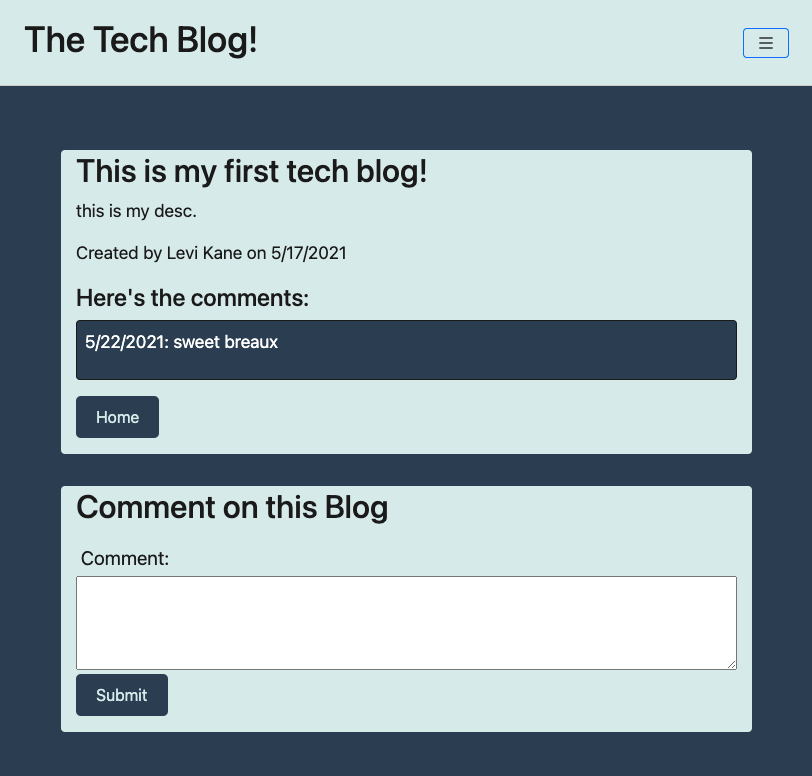 The Tech Blog!
This is my first tech blog!
this is my desc.
Created by Levi Kane on 5/17/2021
Here's the comments:
5/22/2021: sweet breaux
Home
Comment on this Blog
Comment:
Submit